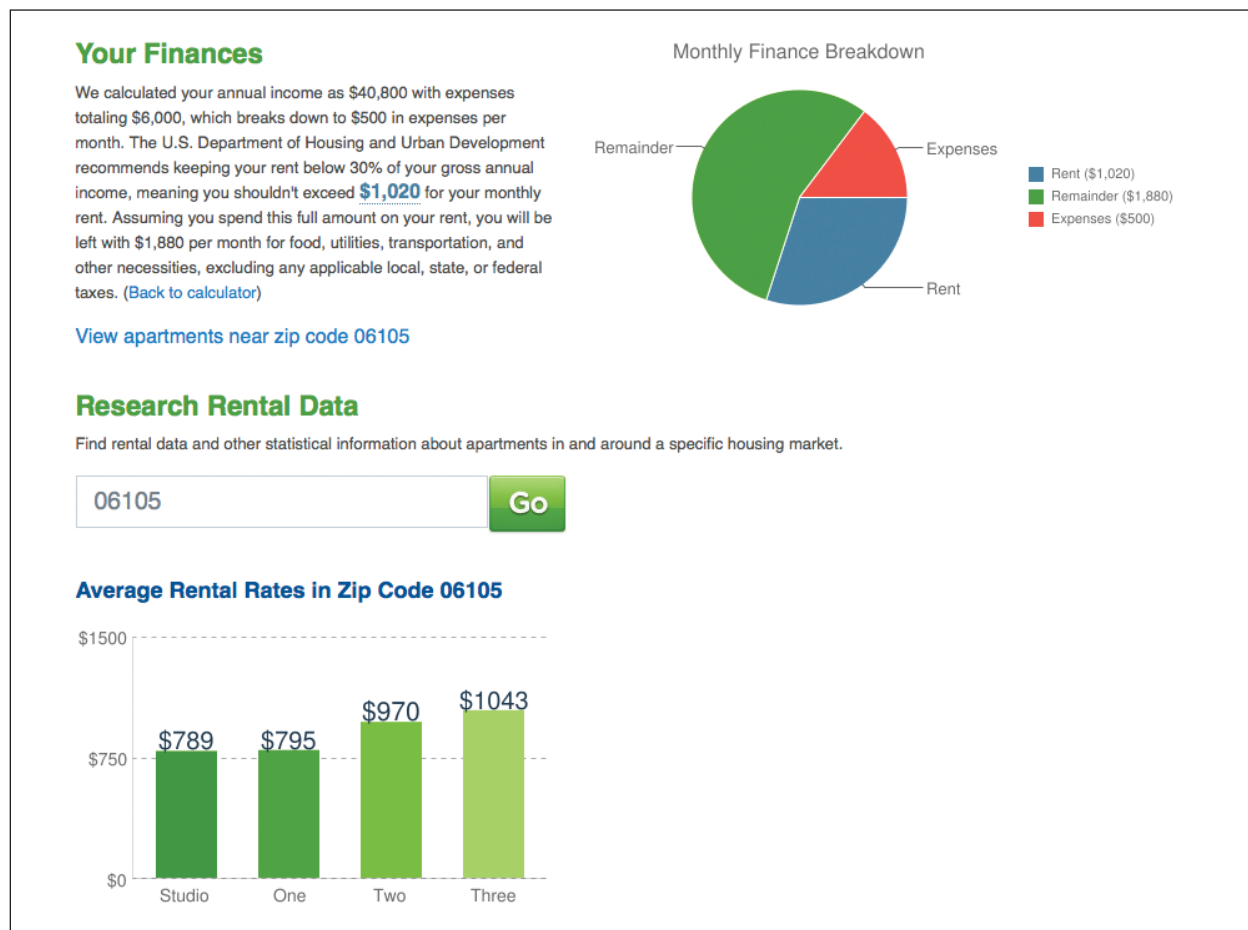 Your Finances
We calculated your annual income as $40,800 with expenses
totaling $6,000, which breaks down to $500 in expenses per
month. The U.S. Department of Housing and Urban Development
recommends keeping your rent below 30% of your gross annual
income, meaning you shouldn't exceed $1,020 for your monthly
rent. Assuming you spend this full amount on your rent, you will be
left with $1,880 per month for food, utilities, transportation, and
other necessities, excluding any applicable local, state, or federal
taxes. (Back to calculator)
View apartments near zip code 06105
Monthly Finance Breakdown
Remainder
Expenses
Rent
Rent ($1,020)
Remainder ($1,880)
Expenses ($500)
Research Rental Data
Find rental data and other statistical information about apartments in and around a specific housing market.
06105
Go
Average Rental Rates in Zip Code 06105
$1500
$750
$0
$789
$795
$970
$1043
Studio
One
Two
Three